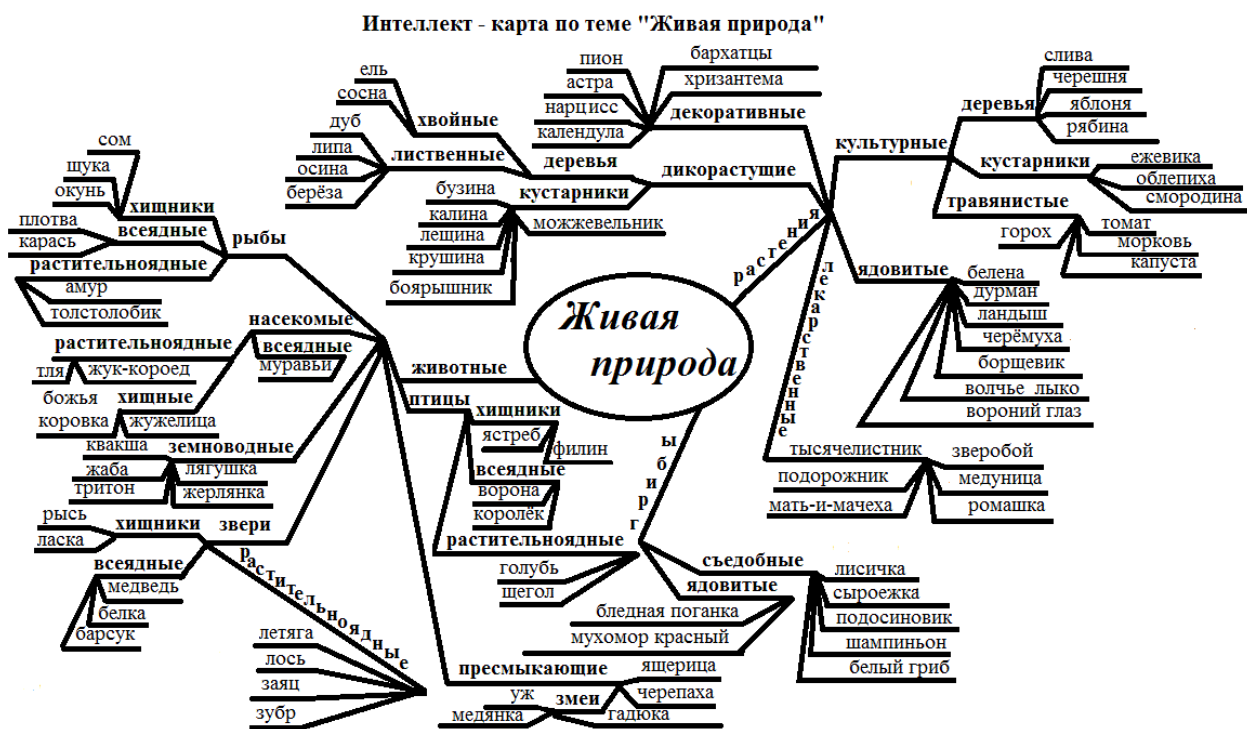 Интеллект - карта по теме "Живая природа"
Живая
природа
растения
декоративные
пион
астра
нарцисс
календула
бархатцы
хризантема
дикорастущие
деревья
хвойные
ель
сосна
лиственные
дуб
липа
осина
берёза
кустарники
бузина
калина
лещина
крушина
боярышник
можжевельник
культурные
деревья
слива
черешня
яблоня
рябина
кустарники
ежевика
облепиха
смородина
травянистые
горох
томат
морковь
капуста
ядовитые
белена
дурман
ландыш
черёмуха
борщевик
волчье лыко
вороний глаз
лекарственные
тысячелистник
подорожник
мать-и-мачеха
зверобой
медуница
ромашка
грибы
съедобные
лисичка
сыроежка
подосиновик
шампиньон
белый гриб
ядовитые
бледная поганка
мухомор красный
животные
рыбы
хищники
сом
щука
окунь
всеядные
плотва
карась
растительноядные
амур
толстолобик
насекомые
всеядные
муравьи
растительноядные
тля
жук-короед
хищные
божья
коровка
жужелица
земноводные
квакша
жаба
тритон
лягушка
жерлянка
звери
хищники
рысь
ласка
всеядные
медведь
белка
барсук
растительноядные
летяга
лось
заяц
зубр
птицы
хищники
ястреб
филин
всеядные
ворона
королёк
растительноядные
голубь
щегол
пресмыкающие
ящерица
черепаха
змеи
уж
медянка
гадюка